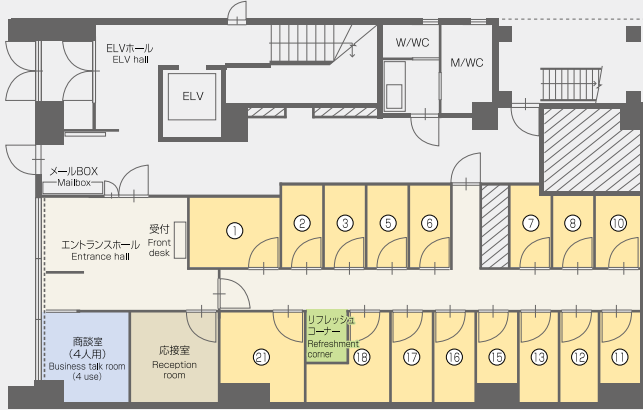 ELVホール
ELV hall
ELV
W/WC
M/WC
メールBOX
Mailbox
受付
Front
desk
エントランスホール
Entrance hall
①
②
③
⑤
⑥
⑦
⑧
⑩
商談室
（4人用）
Business talk room
(4 use)
応接室
Reception
room
㉑
リフレッシュ
コーナー
Refreshment
corner
⑱
⑰
⑯
⑮
⑬
⑫
⑪